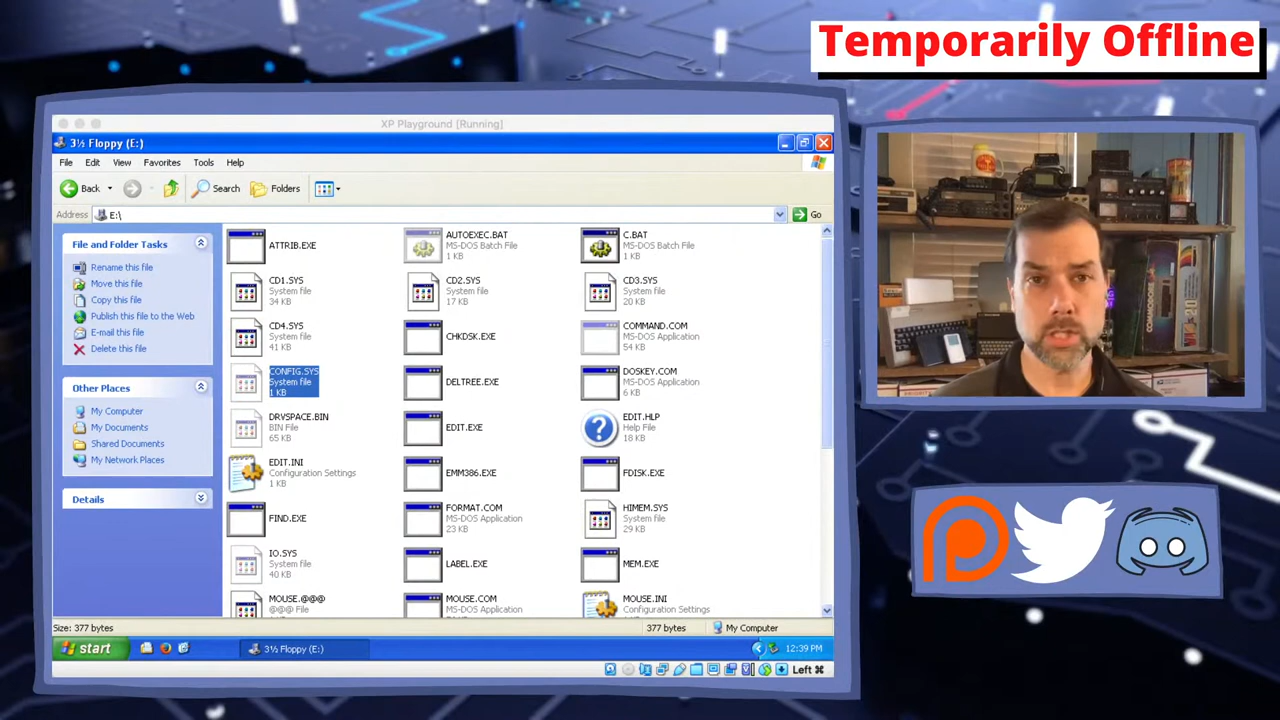 Temporarily Offline
XP Playground [Running]
3½ Floppy (E:)
File Edit View Favorites Tools Help
Back Search Folders
Address E:\ Go
File and Folder Tasks
Rename this file
Move this file
Copy this file
Publish this file to the Web
E-mail this file
Delete this file
Other Places
My Computer
My Documents
Shared Documents
My Network Places
Details
ATTRIB.EXE
AUTOEXEC.BAT
MS-DOS Batch File
1 KB
C.BAT
MS-DOS Batch File
1 KB
CD1.SYS
System file
34 KB
CD2.SYS
System file
17 KB
CD3.SYS
System file
20 KB
CD4.SYS
System file
41 KB
CHKDSK.EXE
COMMAND.COM
MS-DOS Application
54 KB
CONFIG.SYS
System file
1 KB
DELTREE.EXE
DOSKEY.COM
MS-DOS Application
6 KB
DRVSPACE.BIN
BIN File
65 KB
EDIT.EXE
EDIT.HLP
Help File
18 KB
EDIT.INI
Configuration Settings
1 KB
EMM386.EXE
FDISK.EXE
FIND.EXE
FORMAT.COM
MS-DOS Application
23 KB
HIMEM.SYS
System file
29 KB
IO.SYS
System file
40 KB
LABEL.EXE
MEM.EXE
MOUSE.@@@
@@@ File
MOUSE.COM
MS-DOS Application
MOUSE.INI
Configuration Settings
Size: 377 bytes 377 bytes My Computer
start 3½ Floppy (E:) 12:39 PM
Left ⌘
COMMODORE